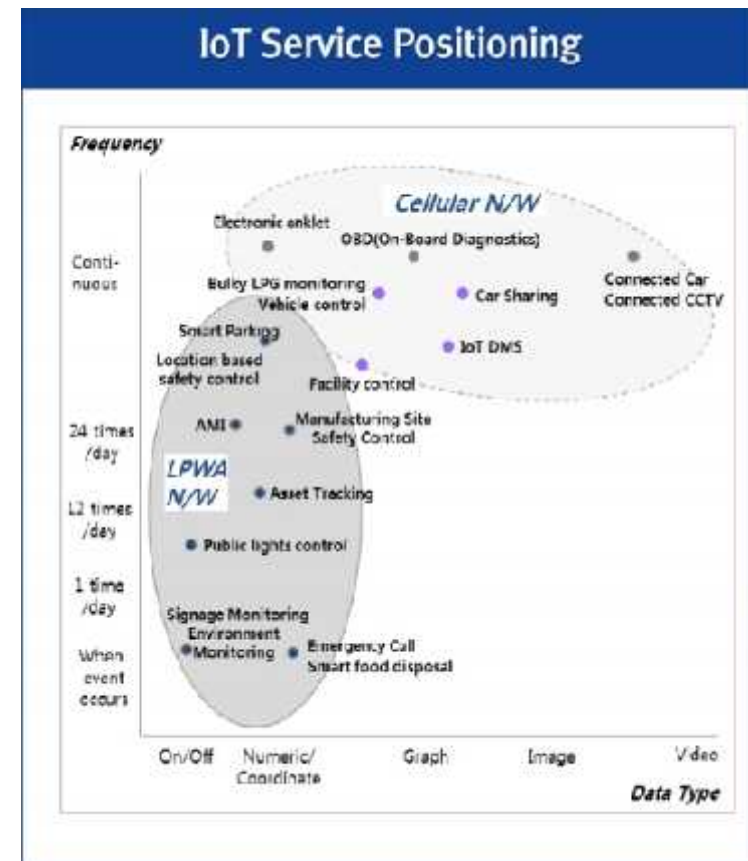 IoT Service Positioning
Frequency
Cellular N/W
Electronic anklet
OBD(On-Board Diagnostics)
Conti-
nuous
Bulky LPG monitoring
Vehicle control
Car Sharing
Connected Car
Connected CCTV
Smart Parking
Location based
safety control
IoT DMS
Facility control
24 times
/day
AMI
Manufacturing Site
Safety Control
LPWA
N/W
Asset Tracking
12 times
/day
Public lights control
1 time
/day
Signage Monitoring
Environment
Monitoring
Emergency Call
Smart food disposal
When
event
occurs
On/Off
Numeric/
Coordinate
Graph
Image
Video
Data Type